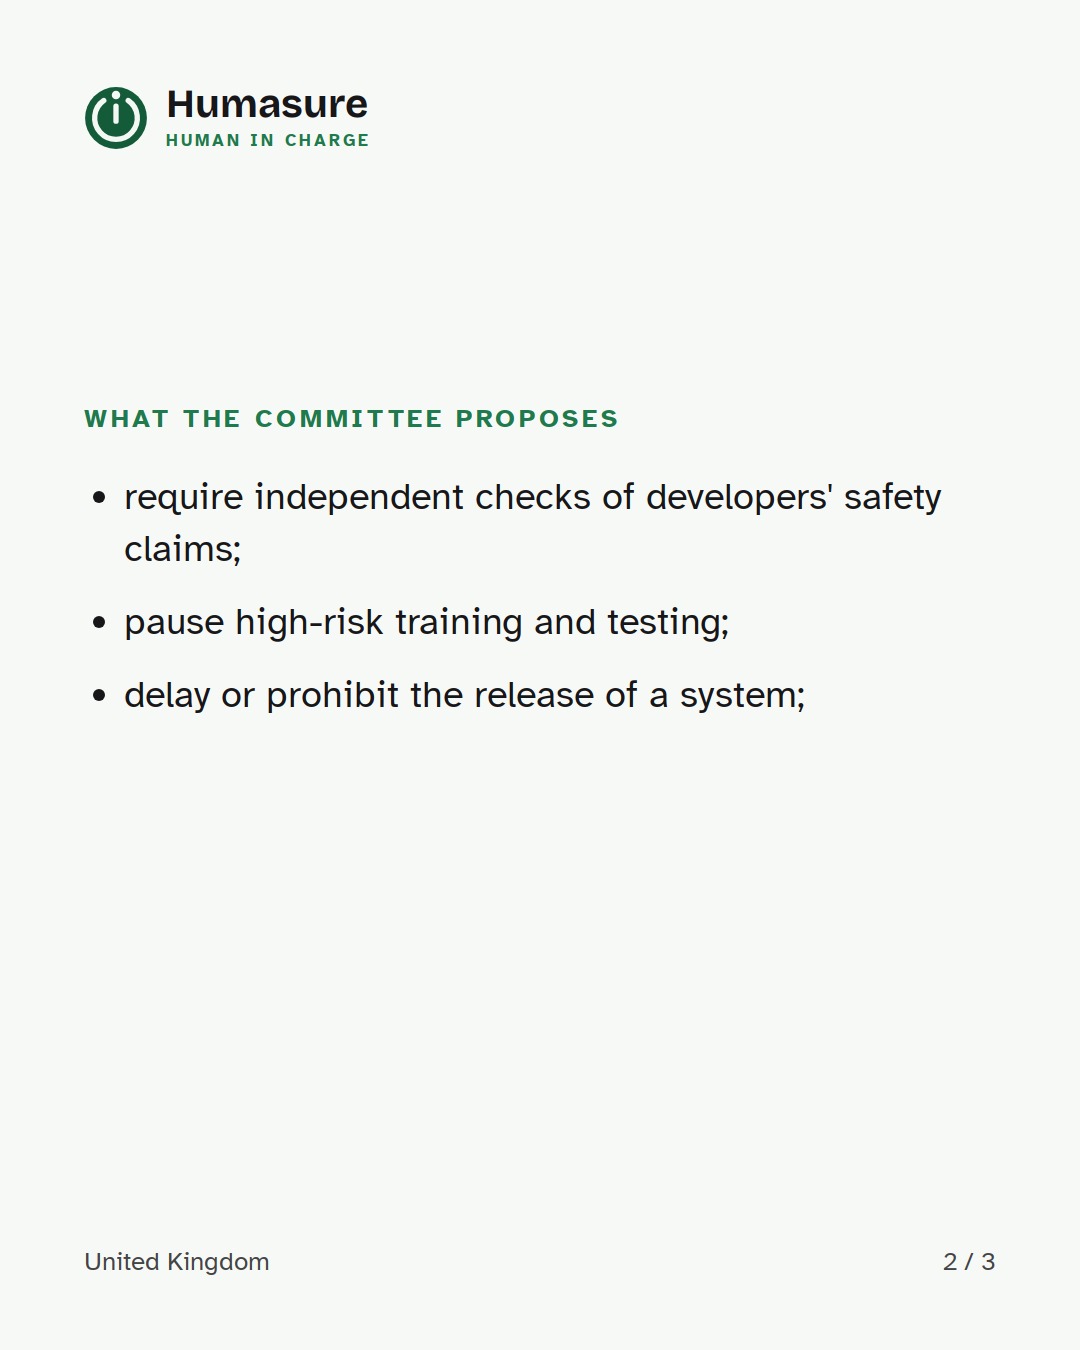 Humasure
HUMAN IN CHARGE
WHAT THE COMMITTEE PROPOSES
• require independent checks of developers' safety
claims;
• pause high-risk training and testing;
• delay or prohibit the release of a system;
United Kingdom
2 / 3